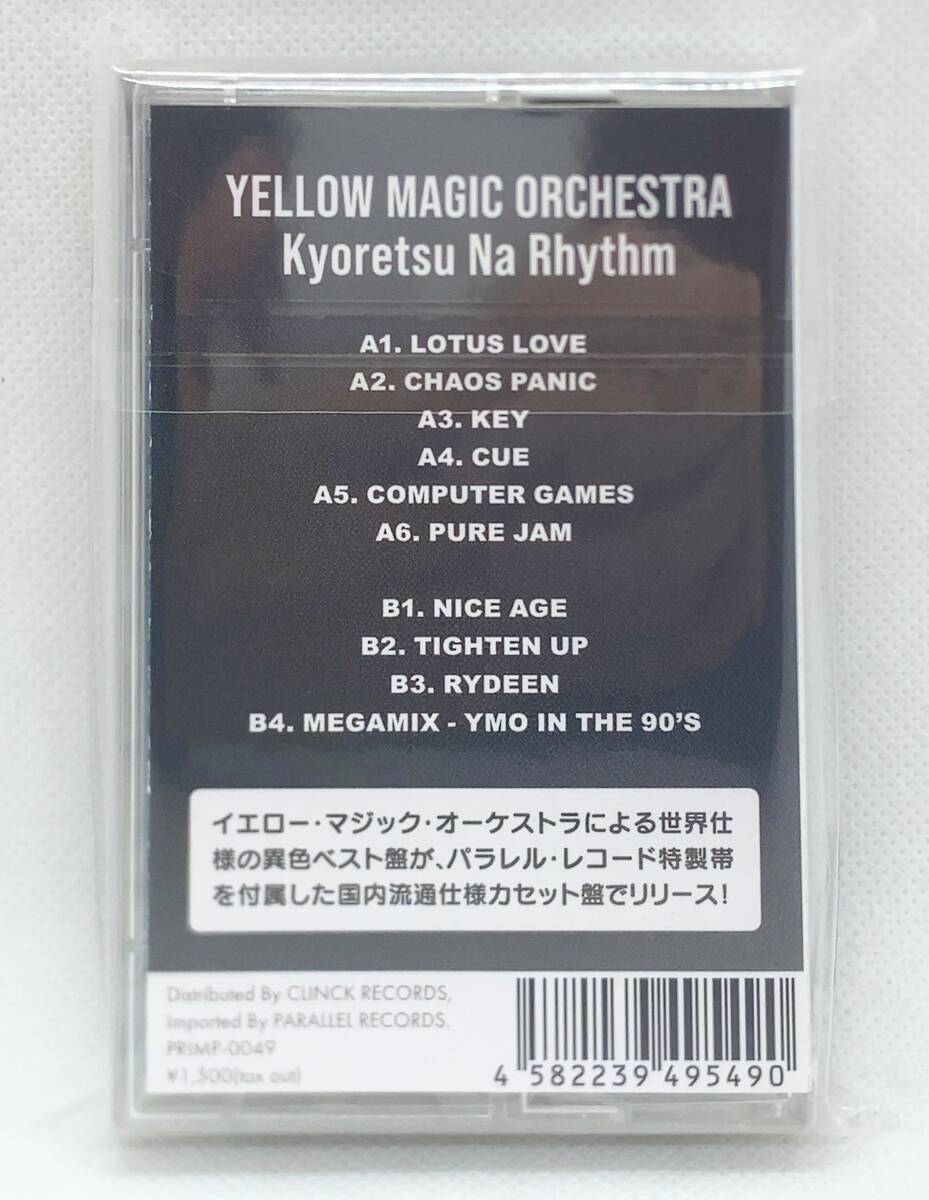 YELLOW MAGIC ORCHESTRA
Kyoretsu Na Rhythm
A1. LOTUS LOVE
A2. CHAOS PANIC
A3. KEY
A4. CUE
A5. COMPUTER GAMES
A6. PURE JAM
B1. NICE AGE
B2. TIGHTEN UP
B3. RYDEEN
B4. MEGAMIX - YMO IN THE 90'S
イエロー・マジック・オーケストラによる世界仕
様の異色ベスト盤が、パラレル・レコード特製帯
を付属した国内流通仕様カセット盤でリリース!
Distributed By CLINCK RECORDS,
Imported By PARALLEL RECORDS.
PRIMP-0049
¥1,500(tax out)
4 582239 495490